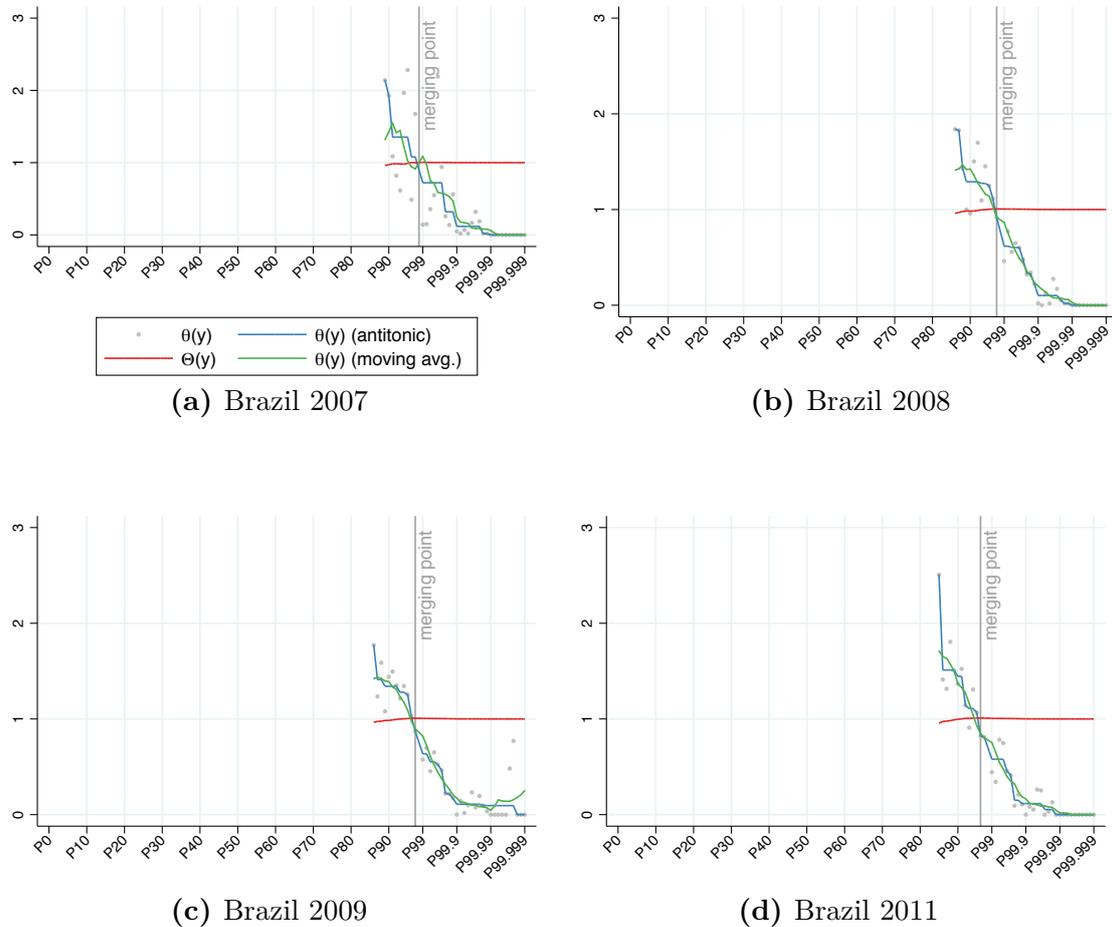 3
2
1
0
merging point
P0 P10 P20 P30 P40 P50 P60 P70 P80 P90 P99 P99.9 P99.99 P99.999
θ(y) θ(y) (antitonic)
Θ(y) θ(y) (moving avg.)
(a) Brazil 2007
3
2
1
0
merging point
P0 P10 P20 P30 P40 P50 P60 P70 P80 P90 P99 P99.9 P99.99 P99.999
(b) Brazil 2008
3
2
1
0
merging point
P0 P10 P20 P30 P40 P50 P60 P70 P80 P90 P99 P99.9 P99.99 P99.999
(c) Brazil 2009
3
2
1
0
merging point
P0 P10 P20 P30 P40 P50 P60 P70 P80 P90 P99 P99.9 P99.99 P99.999
(d) Brazil 2011